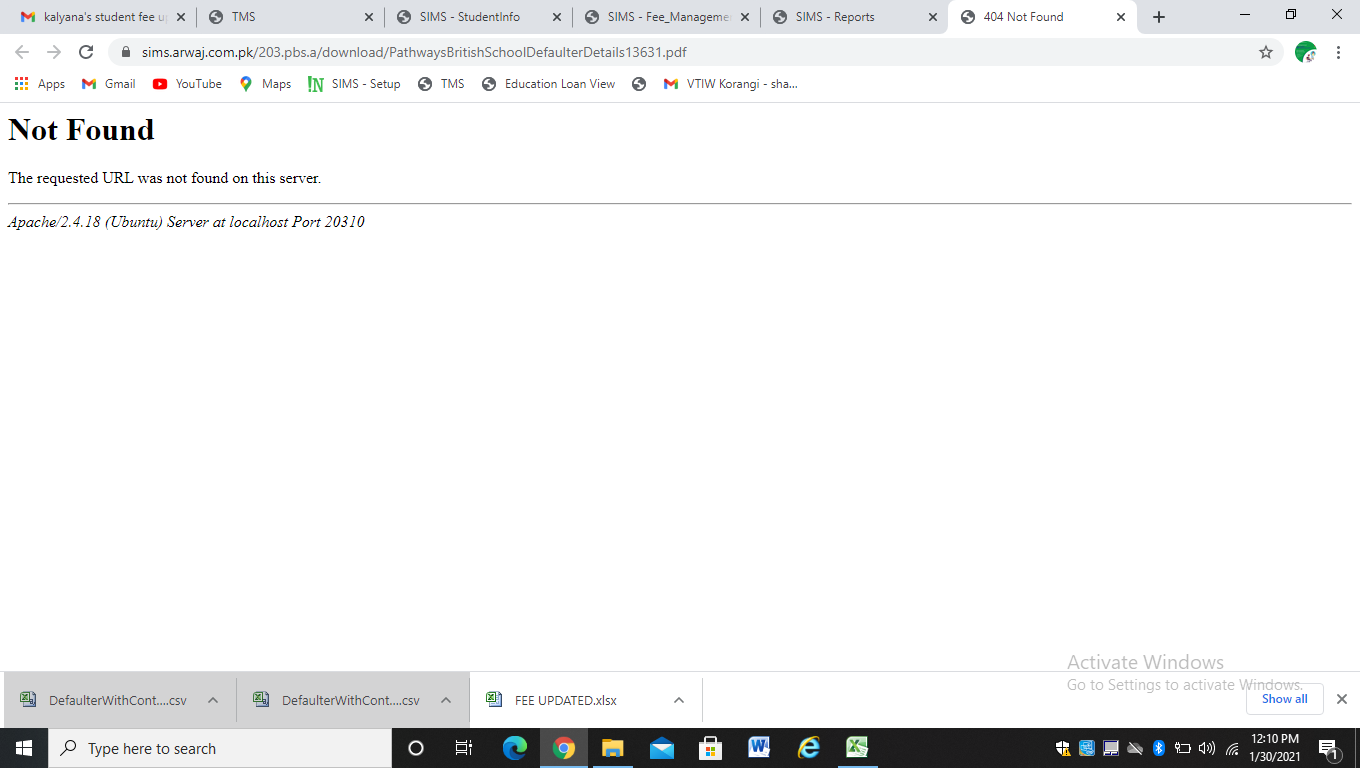 kalyana's student fee u
TMS
SIMS - StudentInfo
SIMS - Fee_Manageme
SIMS - Reports
404 Not Found
sims.arwaj.com.pk/203.pbs.a/download/PathwaysBritishSchoolDefaulterDetails13631.pdf
Apps
Gmail
YouTube
Maps
SIMS - Setup
TMS
Education Loan View
VTIW Korangi - sha...
Not Found
The requested URL was not found on this server.
Apache/2.4.18 (Ubuntu) Server at localhost Port 20310
Activate Windows
Go to Settings to activate Windows.
DefaulterWithCont....csv
DefaulterWithCont....csv
FEE UPDATED.xlsx
Show all
Type here to search
12:10 PM
1/30/2021
1